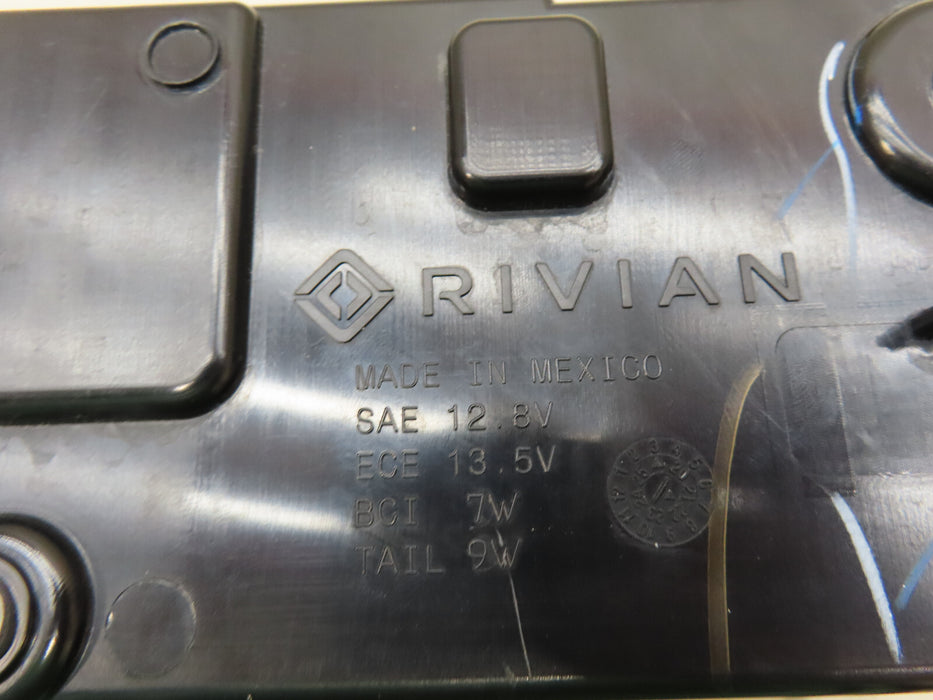 RIVIAN
MADE IN MEXICO
SAE 12.8V
ECE 13.5V
BCI 7W
TAIL 9W